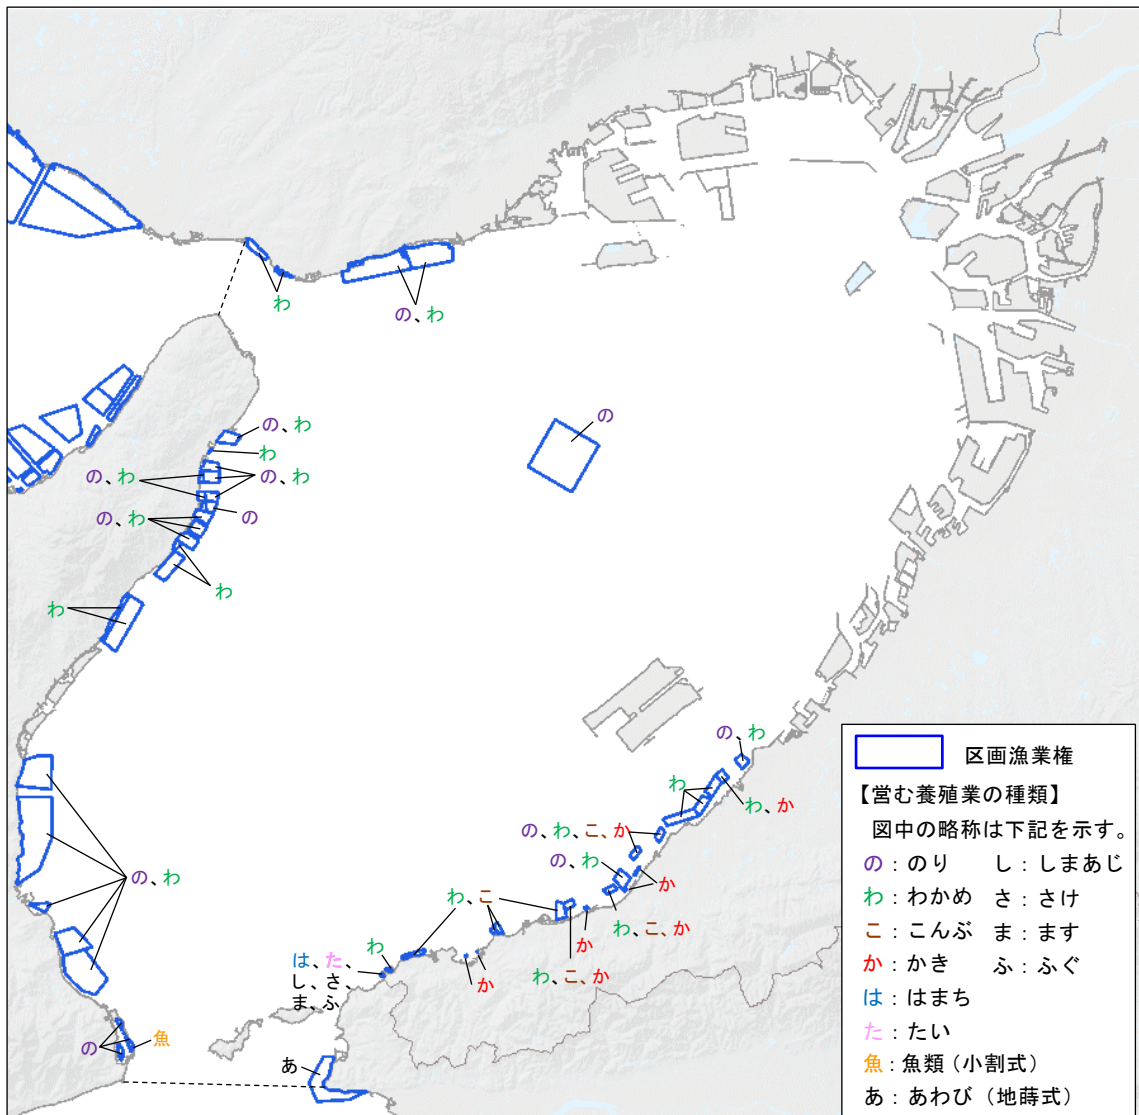 わ
の、わ
の
の、わ
わ
の、わ
の、わ
の、わ
の
わ
わ
の、わ
わ
わ、か
の、わ、こ、か
の、わ
か
の、わ
わ、こ
わ、こ、か
か
わ
は、た、
し、さ、
ま、ふ
か
わ、こ、か
の
魚
あ
区画漁業権
【営む養殖業の種類】
図中の略称は下記を示す。
の：のり し：しまあじ
わ：わかめ さ：さけ
こ：こんぶ ま：ます
か：かき ふ：ふぐ
は：はまち
た：たい
魚：魚類（小割式）
あ：あわび（地蒔式）